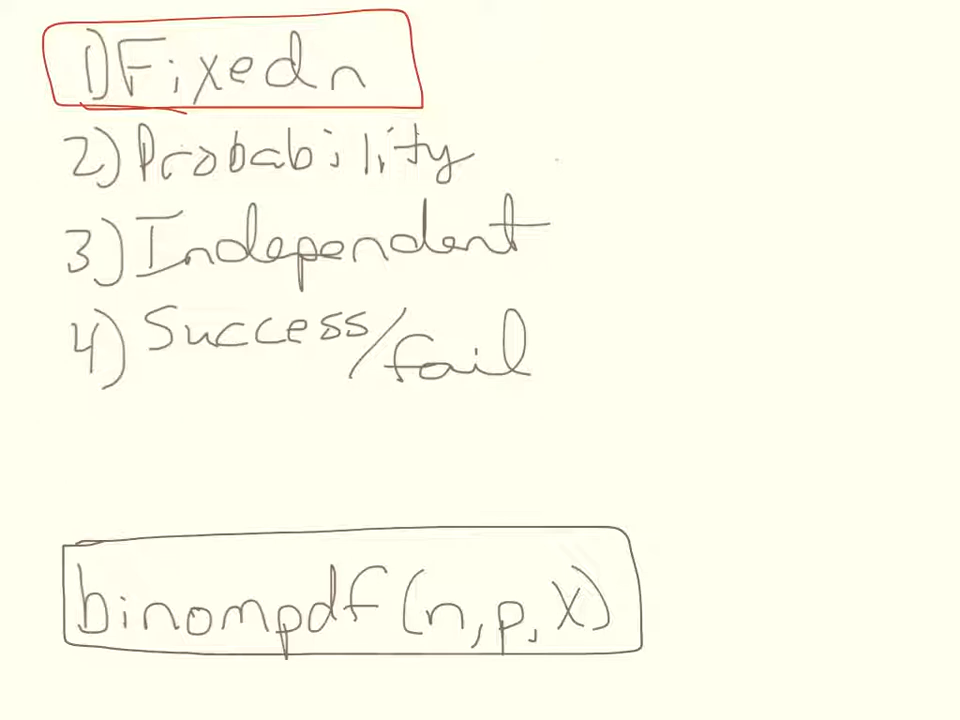 1) Fixed n
2) Probability
3) Independent
4) Success/fail
binompdf (n, p, X)